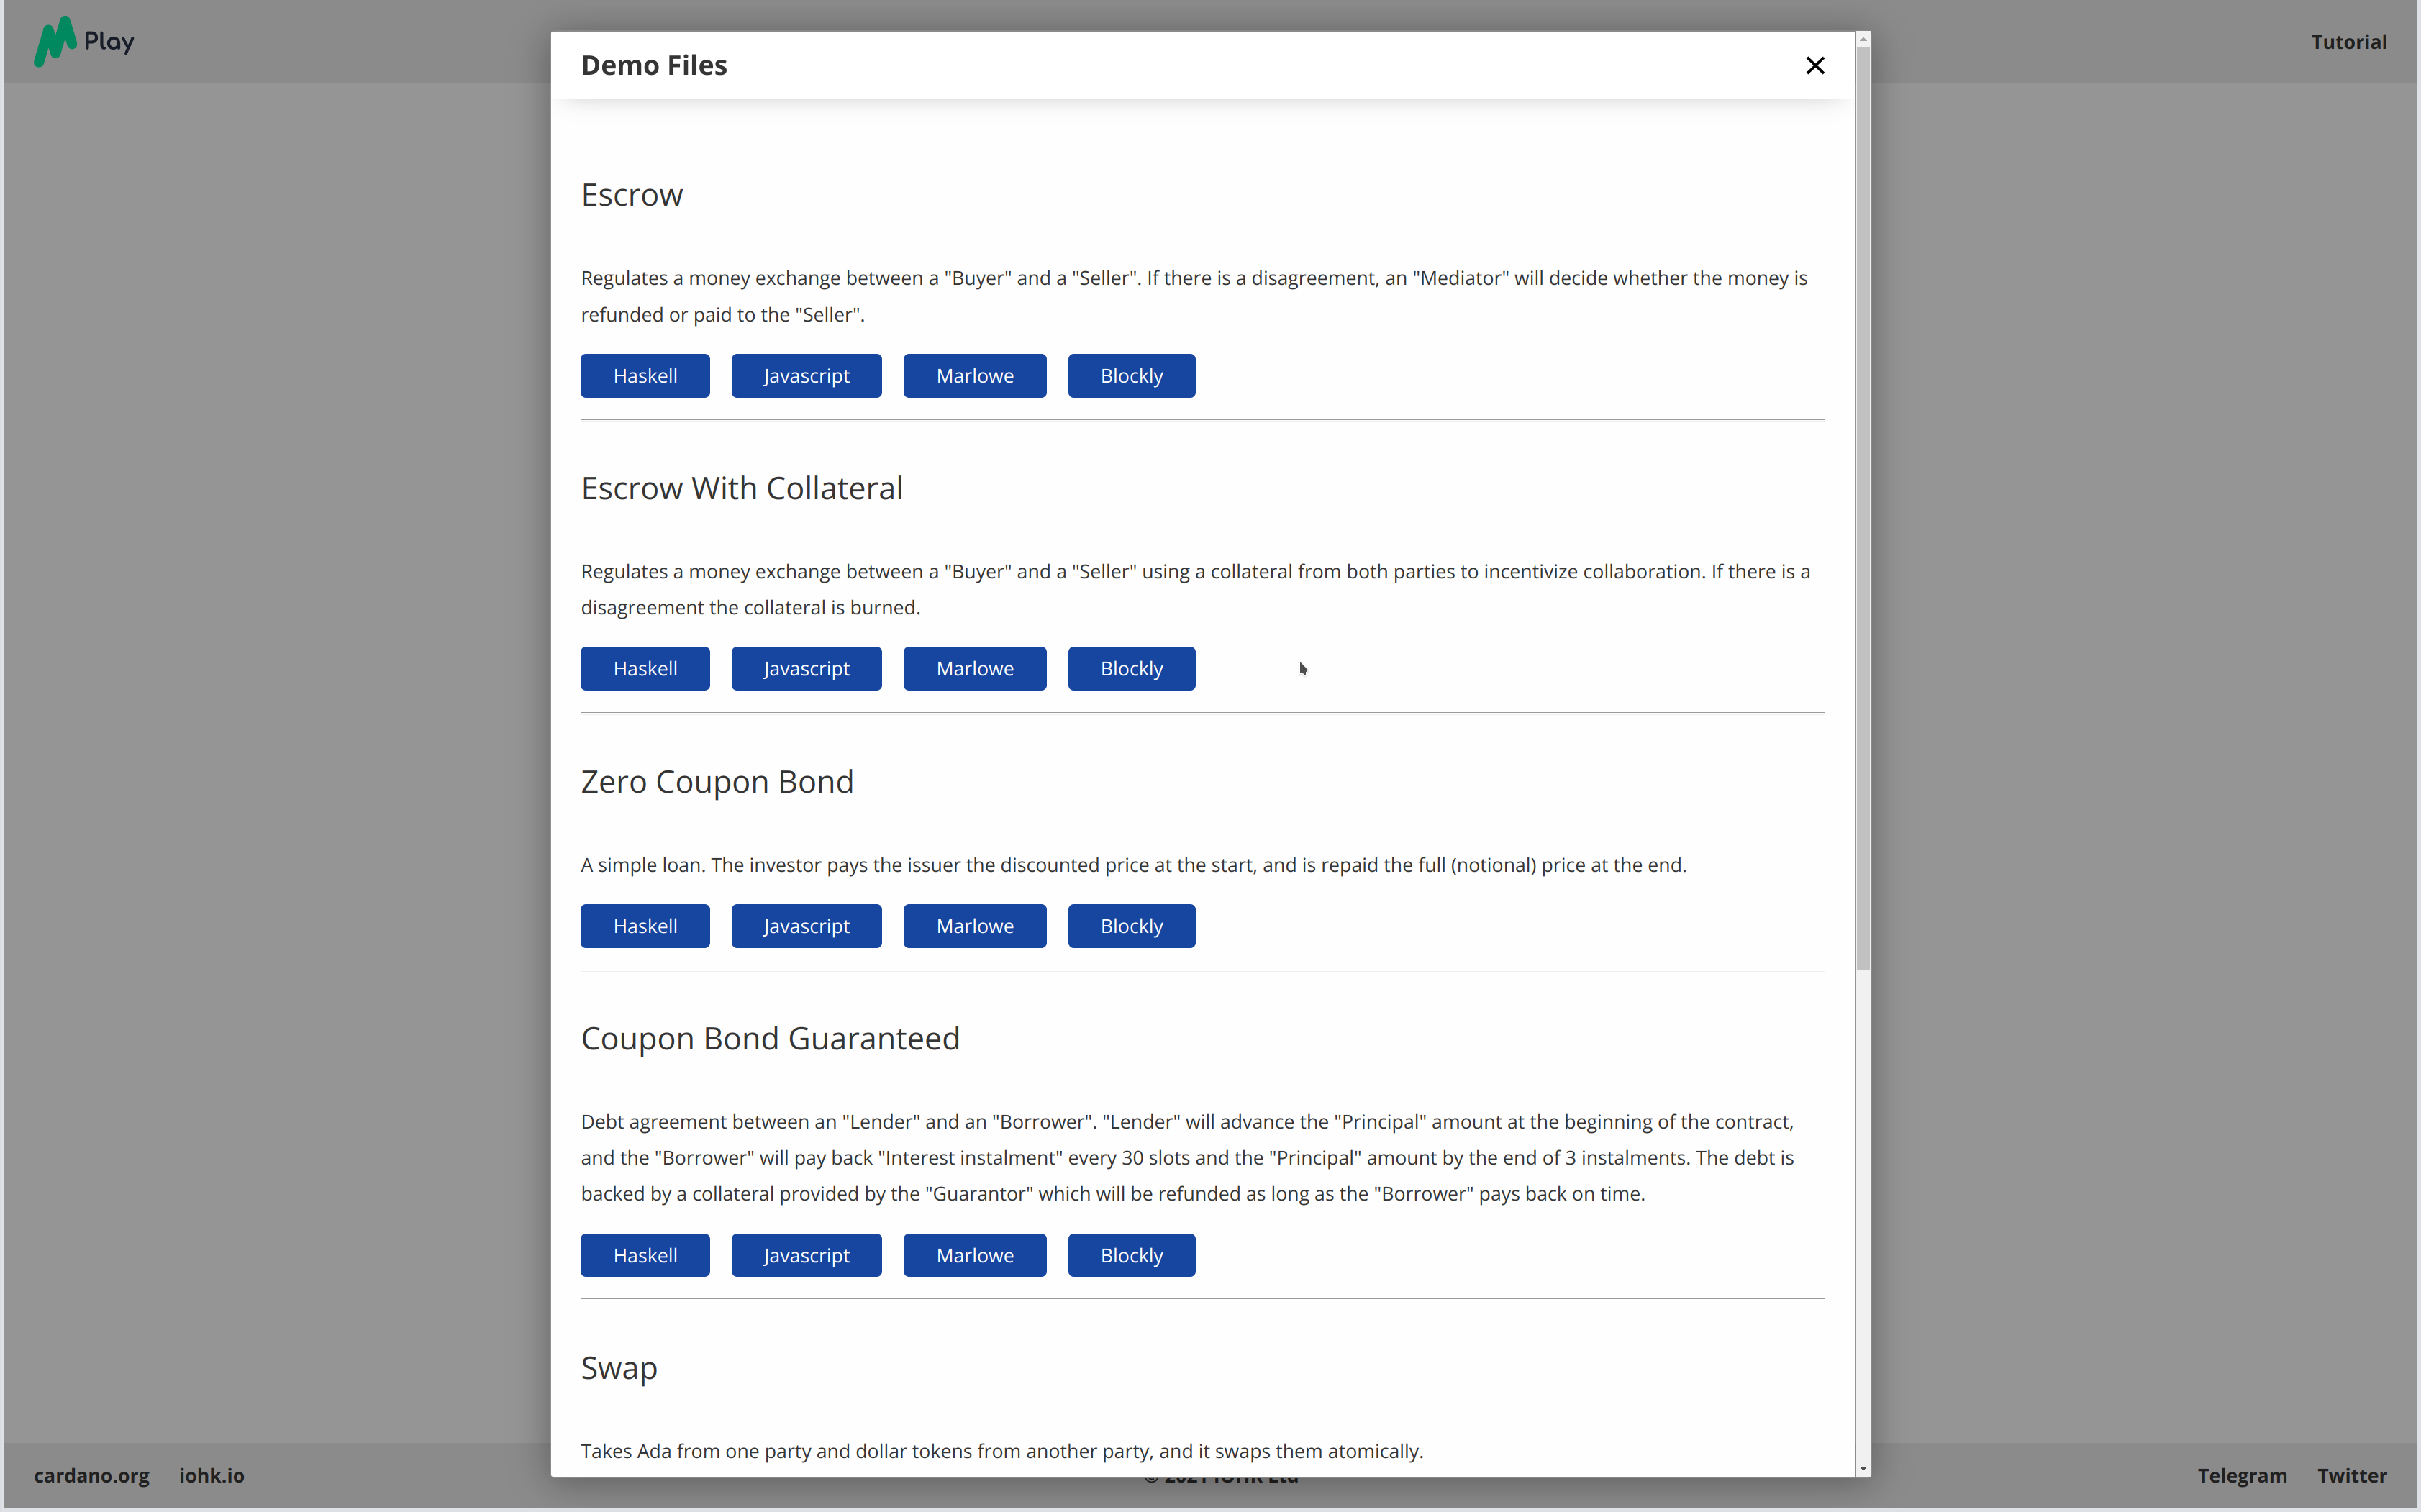 Play
Tutorial
Demo Files
Escrow
Regulates a money exchange between a "Buyer" and a "Seller". If there is a disagreement, an "Mediator" will decide whether the money is
refunded or paid to the "Seller".
Haskell Javascript Marlowe Blockly
Escrow With Collateral
Regulates a money exchange between a "Buyer" and a "Seller" using a collateral from both parties to incentivize collaboration. If there is a
disagreement the collateral is burned.
Haskell Javascript Marlowe Blockly
Zero Coupon Bond
A simple loan. The investor pays the issuer the discounted price at the start, and is repaid the full (notional) price at the end.
Haskell Javascript Marlowe Blockly
Coupon Bond Guaranteed
Debt agreement between an "Lender" and an "Borrower". "Lender" will advance the "Principal" amount at the beginning of the contract,
and the "Borrower" will pay back "Interest instalment" every 30 slots and the "Principal" amount by the end of 3 instalments. The debt is
backed by a collateral provided by the "Guarantor" which will be refunded as long as the "Borrower" pays back on time.
Haskell Javascript Marlowe Blockly
Swap
Takes Ada from one party and dollar tokens from another party, and it swaps them atomically.
cardano.org iohk.io © 2021 IOHK Ltd Telegram Twitter